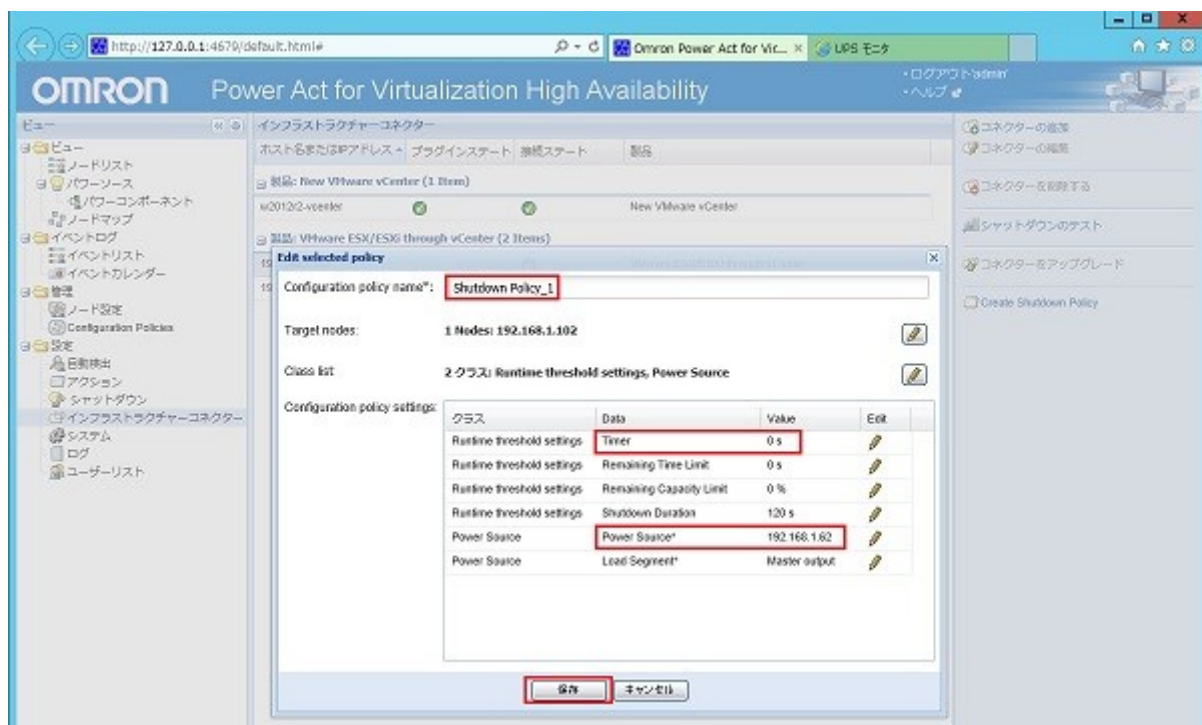 http://127.0.0.1:4679/default.html#
Omron Power Act for Vir...
UPS モニタ
OMRON
Power Act for Virtualization High Availability
ログアウト'admin'
ヘルプ
ビュー
インフラストラクチャーコネクター
コネクターの追加
ビュー
ホスト名またはIPアドレス
プラグインステート
接続ステート
製品
コネクターの編集
ノードリスト
パワーソース
製品: New VMware vCenter (1 Item)
コネクターを削除する
パワーコンポーネント
w2012r2-vcenter
New VMware vCenter
ノードマップ
シャットダウンのテスト
イベントログ
製品: VMware ESX/ESXi through vCenter (2 Items)
イベントリスト
Edit selected policy
コネクターをアップグレード
イベントカレンダー
管理
Configuration policy name*:
Shutdown Policy_1
Create Shutdown Policy
ノード設定
Configuration Policies
Target nodes:
1 Nodes: 192.168.1.102
設定
自動検出
アクション
Class list
2 クラス: Runtime threshold settings, Power Source
シャットダウン
インフラストラクチャーコネクター
Configuration policy settings:
クラス
Data
Value
Edit
システム
Runtime threshold settings
Timer
0 s
ログ
ユーザーリスト
Runtime threshold settings
Remaining Time Limit
0 s
Runtime threshold settings
Remaining Capacity Limit
0 %
Runtime threshold settings
Shutdown Duration
120 s
Power Source
Power Source*
192.168.1.62
Power Source
Load Segment*
Master output
保存
キャンセル